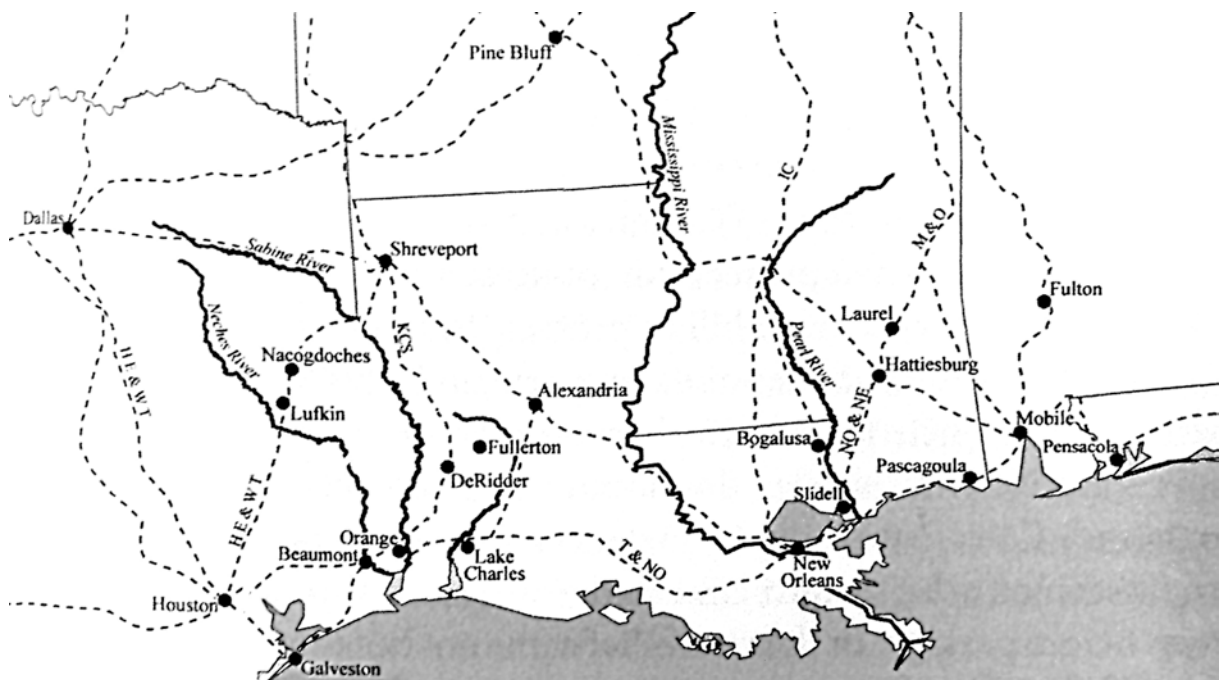 Pine Bluff
Mississippi River
IC
Dallas
Sabine River
Shreveport
M & O
Fulton
Neches River
KCS
Laurel
Pearl River
Nacogdoches
Hattiesburg
HE & WT
Alexandria
Lufkin
NO & NE
Mobile
Bogalusa
Fullerton
Pensacola
DeRidder
Pascagoula
HE & WT
Slidell
Orange
Beaumont
Lake
Charles
T & NO
New
Orleans
Houston
Galveston